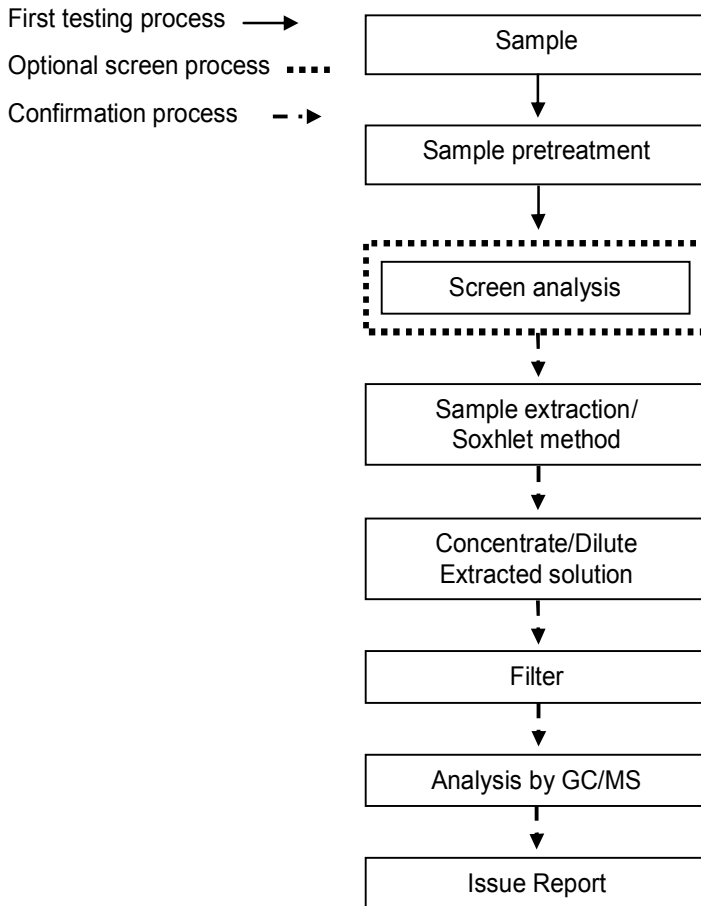 First testing process
Optional screen process
Confirmation process
Sample
Sample pretreatment
Screen analysis
Sample extraction/
Soxhlet method
Concentrate/Dilute
Extracted solution
Filter
Analysis by GC/MS
Issue Report